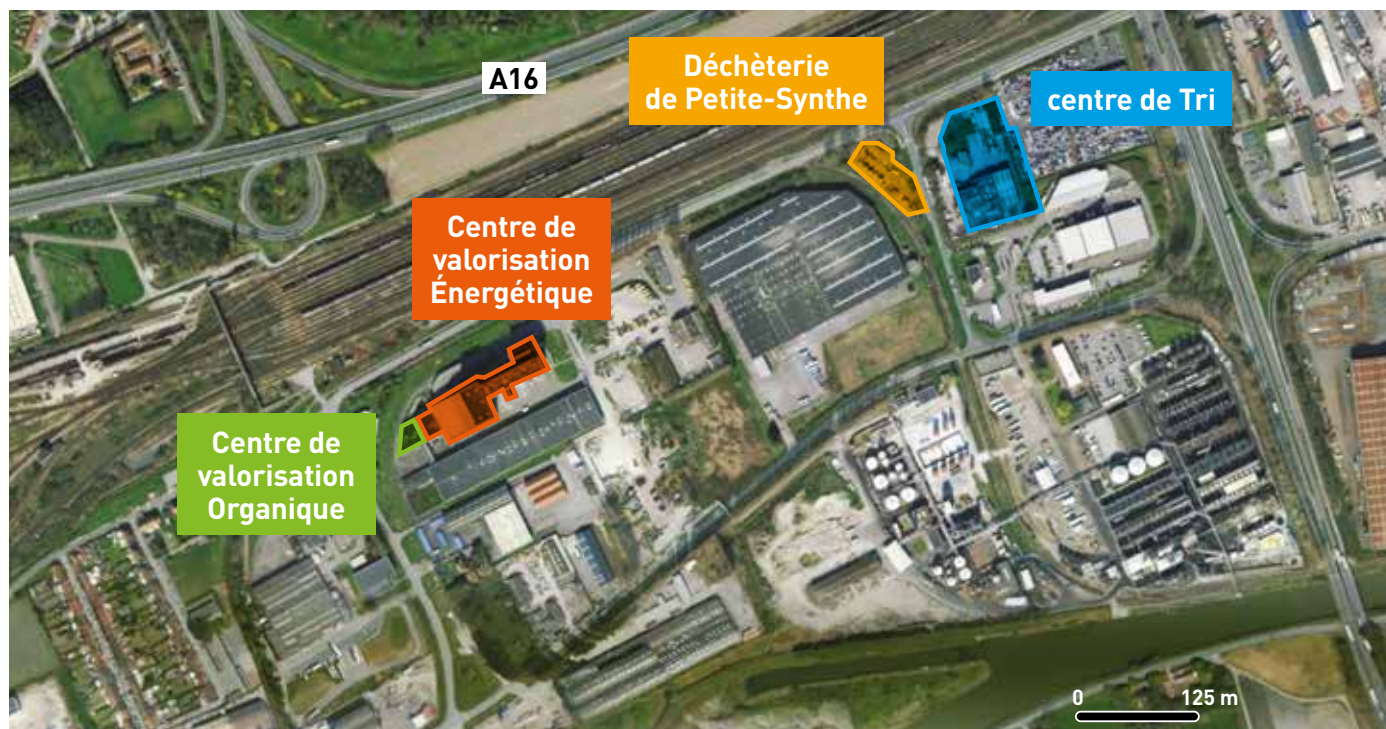 A16
Déchèterie
de Petite-Synthe
centre de Tri
Centre de
valorisation
Énergétique
Centre de
valorisation
Organique
0 125 m